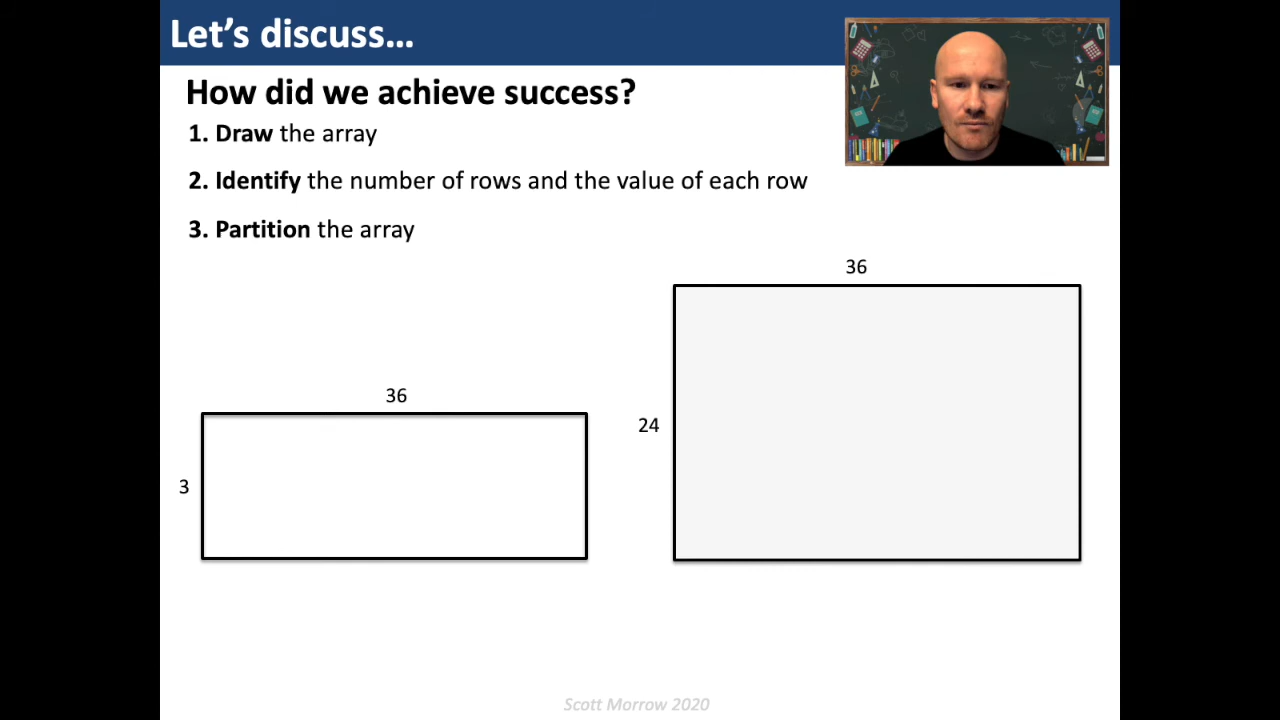 Let's discuss...
How did we achieve success?
1. Draw the array
2. Identify the number of rows and the value of each row
3. Partition the array
36
36
24
3
Scott Morrow 2020